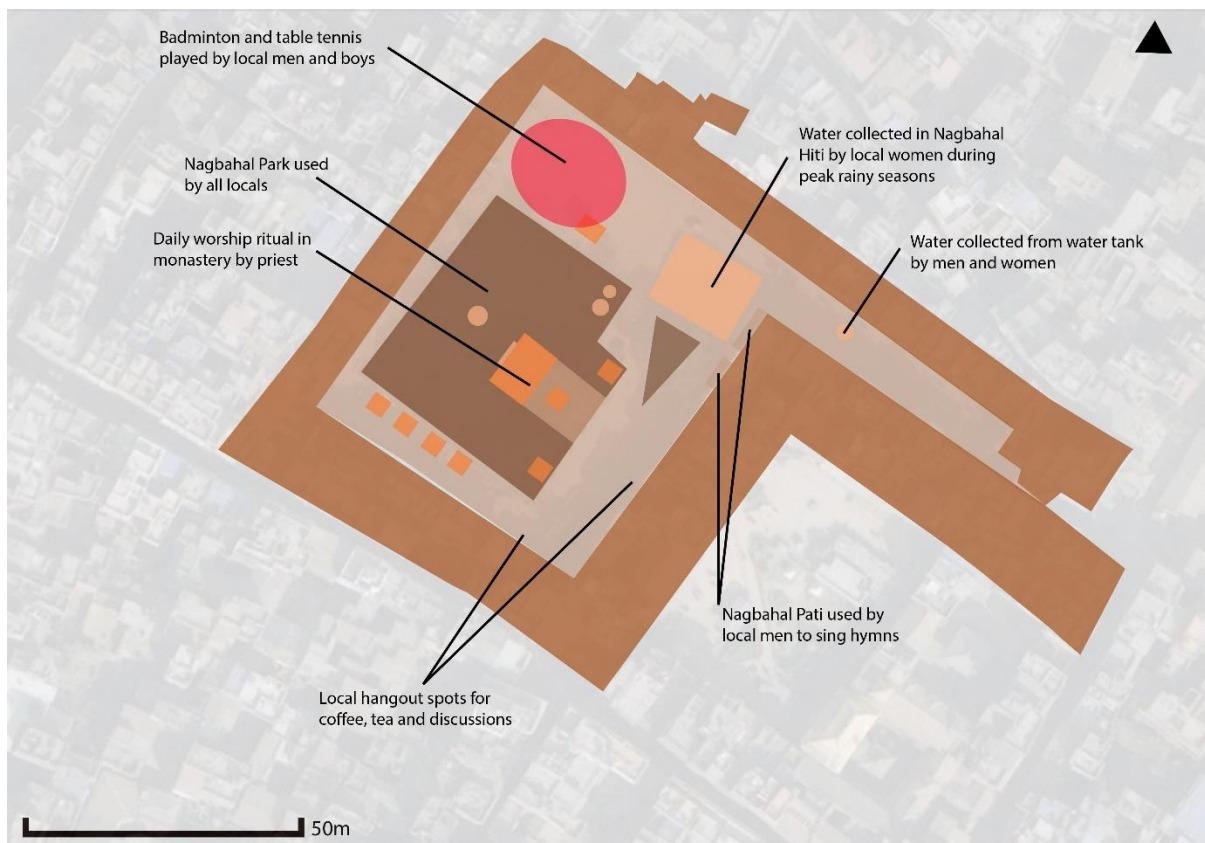 Badminton and table tennis
played by local men and boys
Nagbahal Park used
by all locals
Daily worship ritual in
monastery by priest
Water collected in Nagbahal
Hiti by local women during
peak rainy seasons
Water collected from water tank
by men and women
Nagbahal Pati used by
local men to sing hymns
Local hangout spots for
coffee, tea and discussions
50m